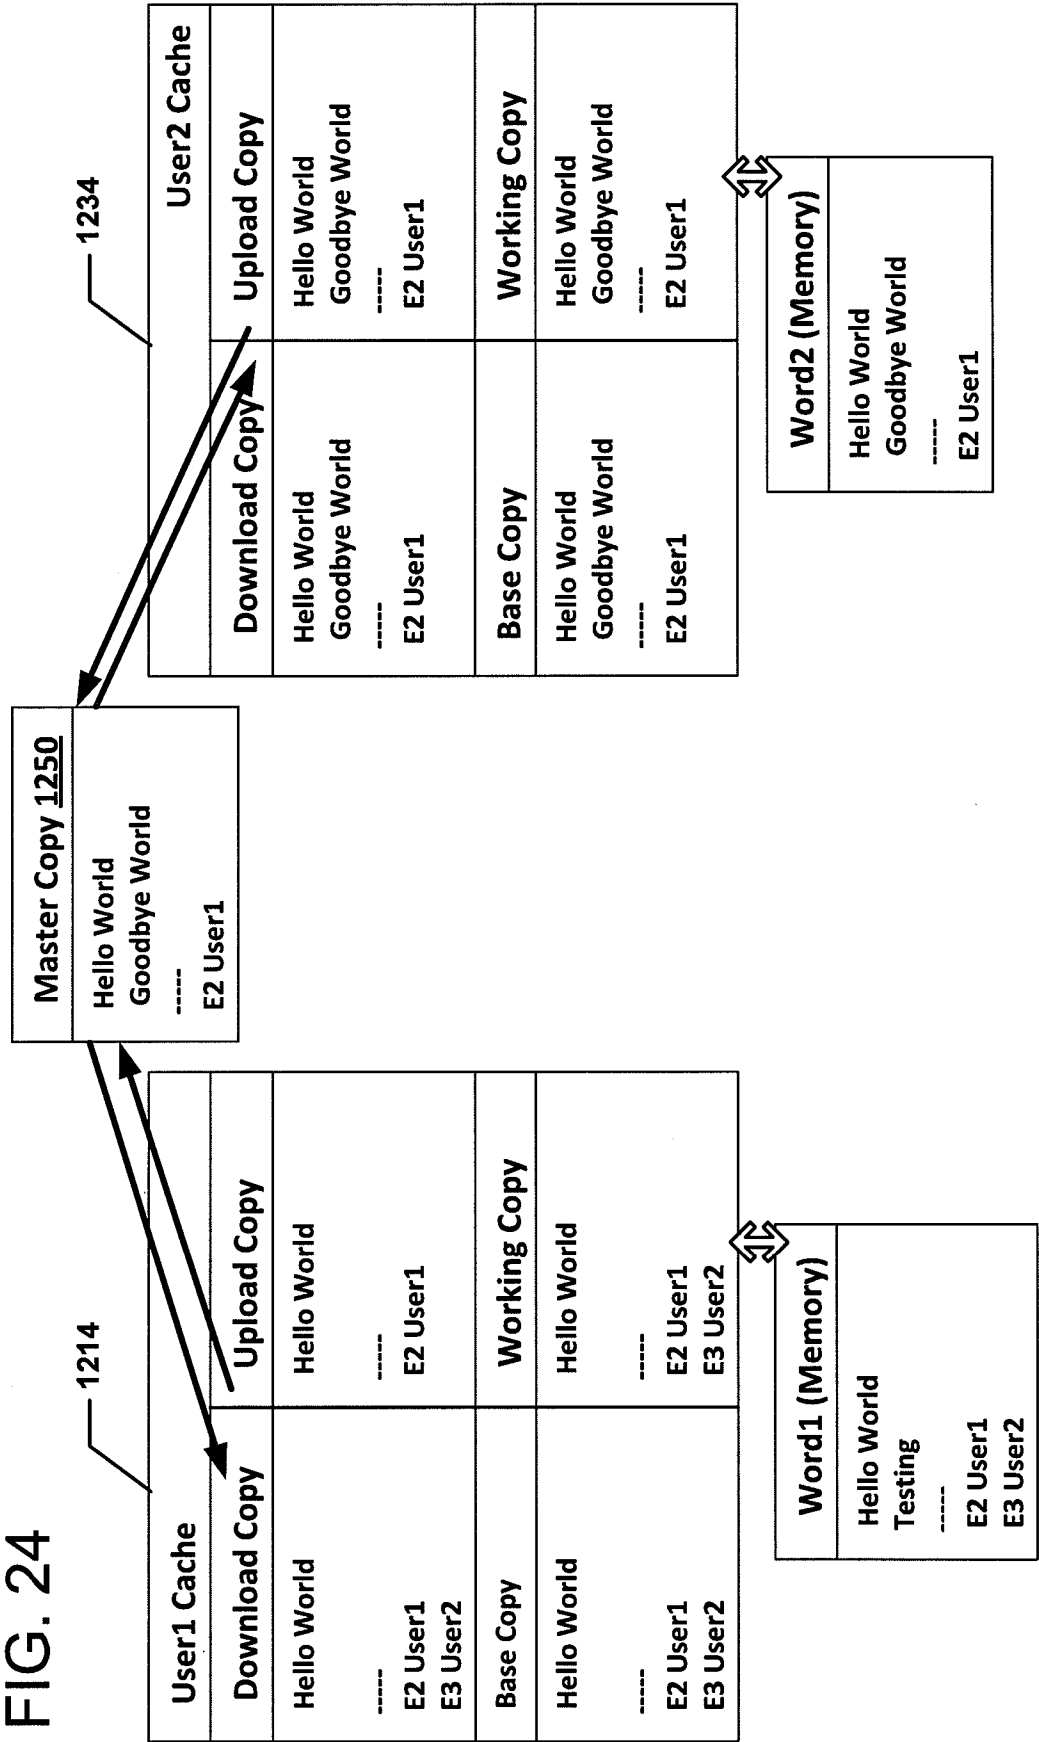 FIG. 24
Master Copy 1250
Hello World
Goodbye World
-----
E2 User1
1214
User1 Cache
Download Copy
Hello World
-----
E2 User1
E3 User2
Upload Copy
Hello World
-----
E2 User1
Base Copy
Hello World
-----
E2 User1
E3 User2
Working Copy
Hello World
-----
E2 User1
E3 User2
Word1 (Memory)
Hello World
Testing
-----
E2 User1
E3 User2
1234
User2 Cache
Download Copy
Hello World
Goodbye World
-----
E2 User1
Upload Copy
Hello World
Goodbye World
-----
E2 User1
Base Copy
Hello World
Goodbye World
-----
E2 User1
Working Copy
Hello World
Goodbye World
-----
E2 User1
Word2 (Memory)
Hello World
Goodbye World
-----
E2 User1